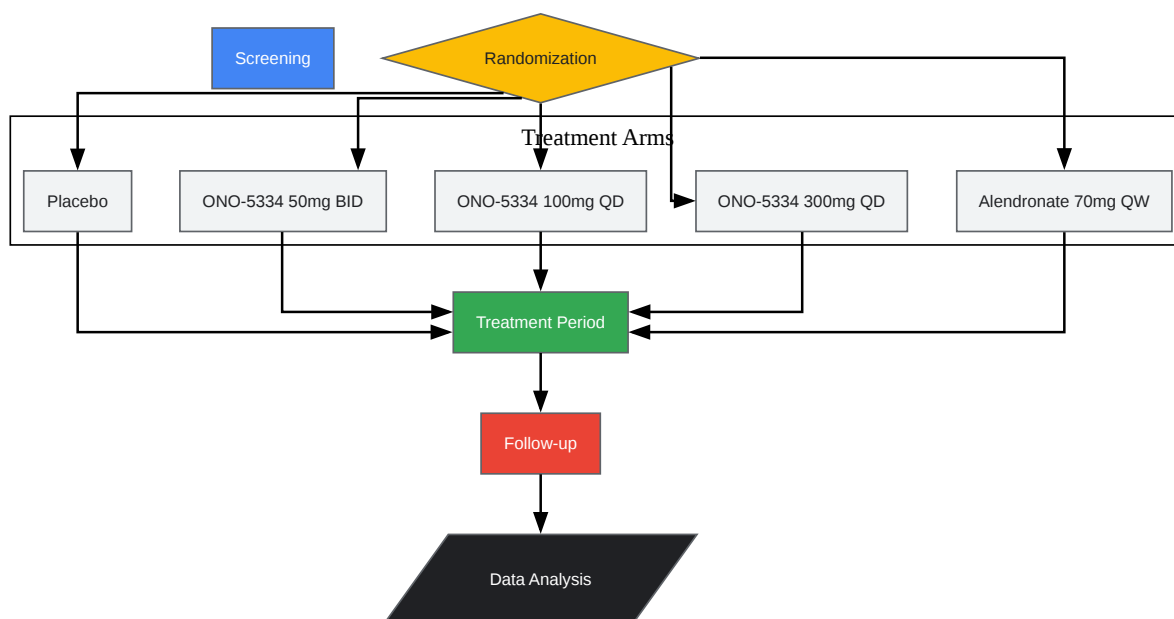 Screening
Randomization
Treatment Arms
Placebo
ONO-5334 50mg BID
ONO-5334 100mg QD
ONO-5334 300mg QD
Alendronate 70mg QW
Treatment Period
Follow-up
Data Analysis